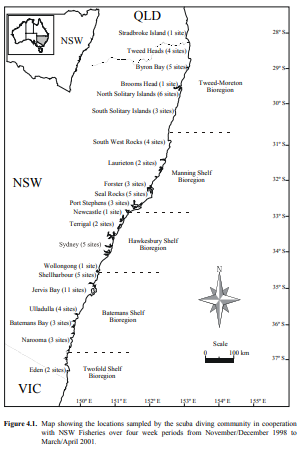 QLD
NSW
Stradbroke Island (1 site)
28° S
Tweed Heads (4 sites)
Byron Bay (5 sites)
29° S
Brooms Head (1 site)
Tweed-Moreton
Bioregion
North Solitary Islands (6 sites)
30° S
South Solitary Islands (3 sites)
South West Rocks (4 sites)
31° S
Laurieton (2 sites)
Manning Shelf
Bioregion
NSW
Forster (3 sites)
32° S
Seal Rocks (5 sites)
Port Stephens (3 sites)
Newcastle (1 site)
33° S
Terrigal (2 sites)
Sydney (5 sites)
Hawkesbury Shelf
Bioregion
34° S
Wollongong (1 site)
Shellharbour (5 sites)
Jervis Bay (11 sites)
35° S
N
Ulladulla (4 sites)
Batemans Shelf
Bioregion
Batemans Bay (3 sites)
36° S
Narooma (3 sites)
Scale
0 100 km
37° S
Eden (2 sites)
Twofold Shelf
Bioregion
VIC
150° E 151° E 152° E 153° E 154° E 155° E
Figure 4.1. Map showing the locations sampled by the scuba diving community in cooperation
with NSW Fisheries over four week periods from November/December 1998 to
March/April 2001.